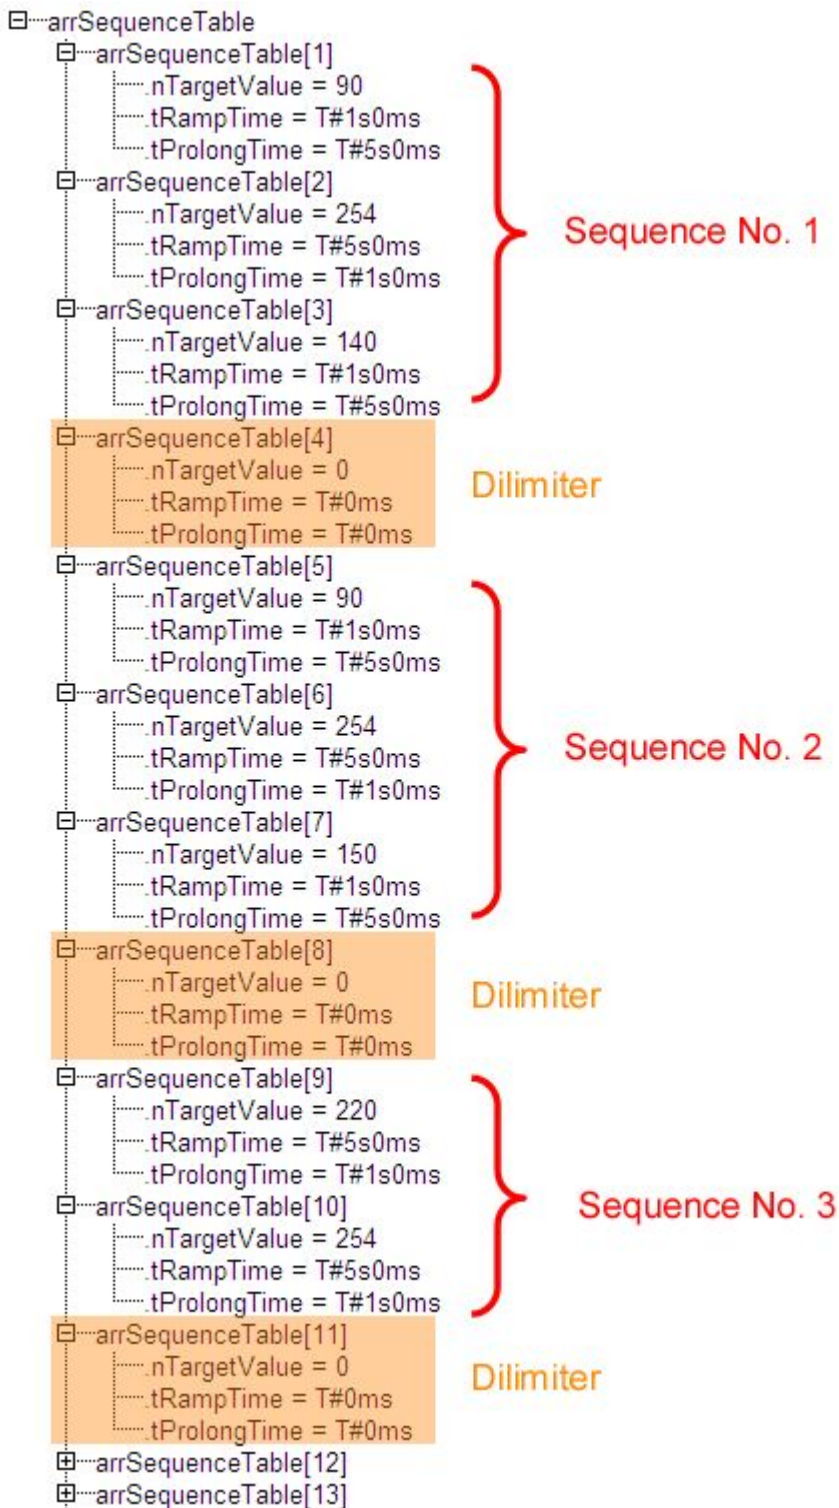 arrSequenceTable
arrSequenceTable[1]
.nTargetValue = 90
.tRampTime = T#1s0ms
.tProlongTime = T#5s0ms
arrSequenceTable[2]
.nTargetValue = 254
.tRampTime = T#5s0ms
.tProlongTime = T#1s0ms
arrSequenceTable[3]
.nTargetValue = 140
.tRampTime = T#1s0ms
.tProlongTime = T#5s0ms
Sequence No. 1
arrSequenceTable[4]
.nTargetValue = 0
.tRampTime = T#0ms
.tProlongTime = T#0ms
Dilimiter
arrSequenceTable[5]
.nTargetValue = 90
.tRampTime = T#1s0ms
.tProlongTime = T#5s0ms
arrSequenceTable[6]
.nTargetValue = 254
.tRampTime = T#5s0ms
.tProlongTime = T#1s0ms
arrSequenceTable[7]
.nTargetValue = 150
.tRampTime = T#1s0ms
.tProlongTime = T#5s0ms
Sequence No. 2
arrSequenceTable[8]
.nTargetValue = 0
.tRampTime = T#0ms
.tProlongTime = T#0ms
Dilimiter
arrSequenceTable[9]
.nTargetValue = 220
.tRampTime = T#5s0ms
.tProlongTime = T#1s0ms
arrSequenceTable[10]
.nTargetValue = 254
.tRampTime = T#5s0ms
.tProlongTime = T#1s0ms
Sequence No. 3
arrSequenceTable[11]
.nTargetValue = 0
.tRampTime = T#0ms
.tProlongTime = T#0ms
Dilimiter
arrSequenceTable[12]
arrSequenceTable[13]